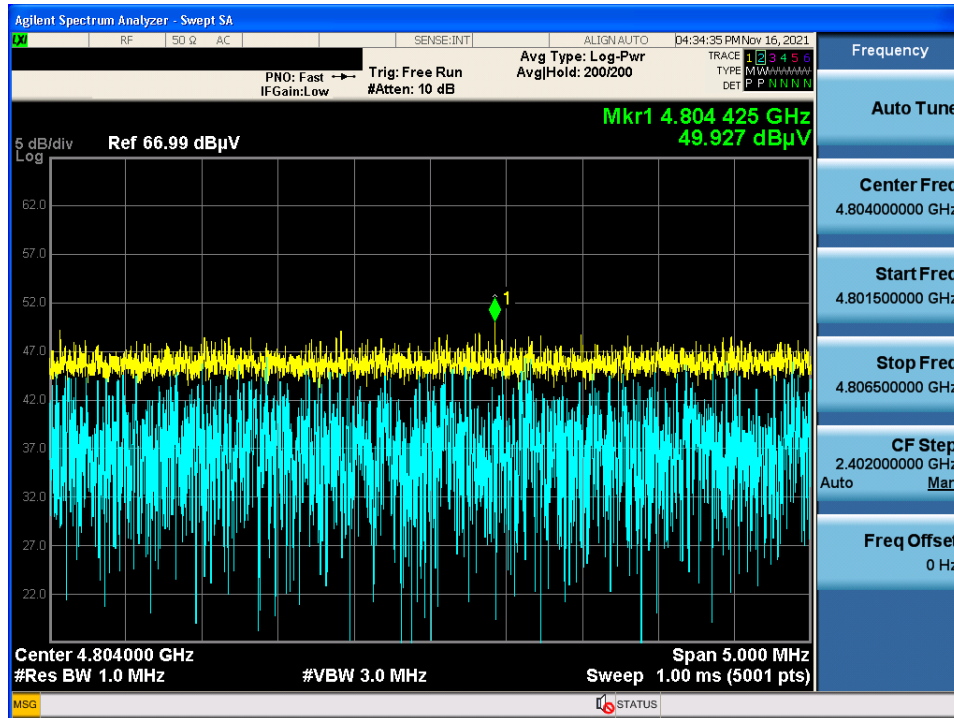 Agilent Spectrum Analyzer - Swept SA
LXI RF 50 Ω AC SENSE:INT ALIGN AUTO 04:34:35 PM Nov 16, 2021
PNO: Fast Trig: Free Run Avg Type: Log-Pwr TRACE 1 2 3 4 5 6
IFGain:Low #Atten: 10 dB Avg|Hold: 200/200 TYPE M W W W W W
DET P P N N N N
Mkr1 4.804 425 GHz
49.927 dBµV
5 dB/div Ref 66.99 dBµV
Log
62.0
57.0
52.0
1
47.0
42.0
37.0
32.0
27.0
22.0
Center 4.804000 GHz Span 5.000 MHz
#Res BW 1.0 MHz #VBW 3.0 MHz Sweep 1.00 ms (5001 pts)
MSG STATUS
Frequency
Auto Tune
Center Freq
4.804000000 GHz
Start Freq
4.801500000 GHz
Stop Freq
4.806500000 GHz
CF Step
2.402000000 GHz
Auto Man
Freq Offset
0 Hz